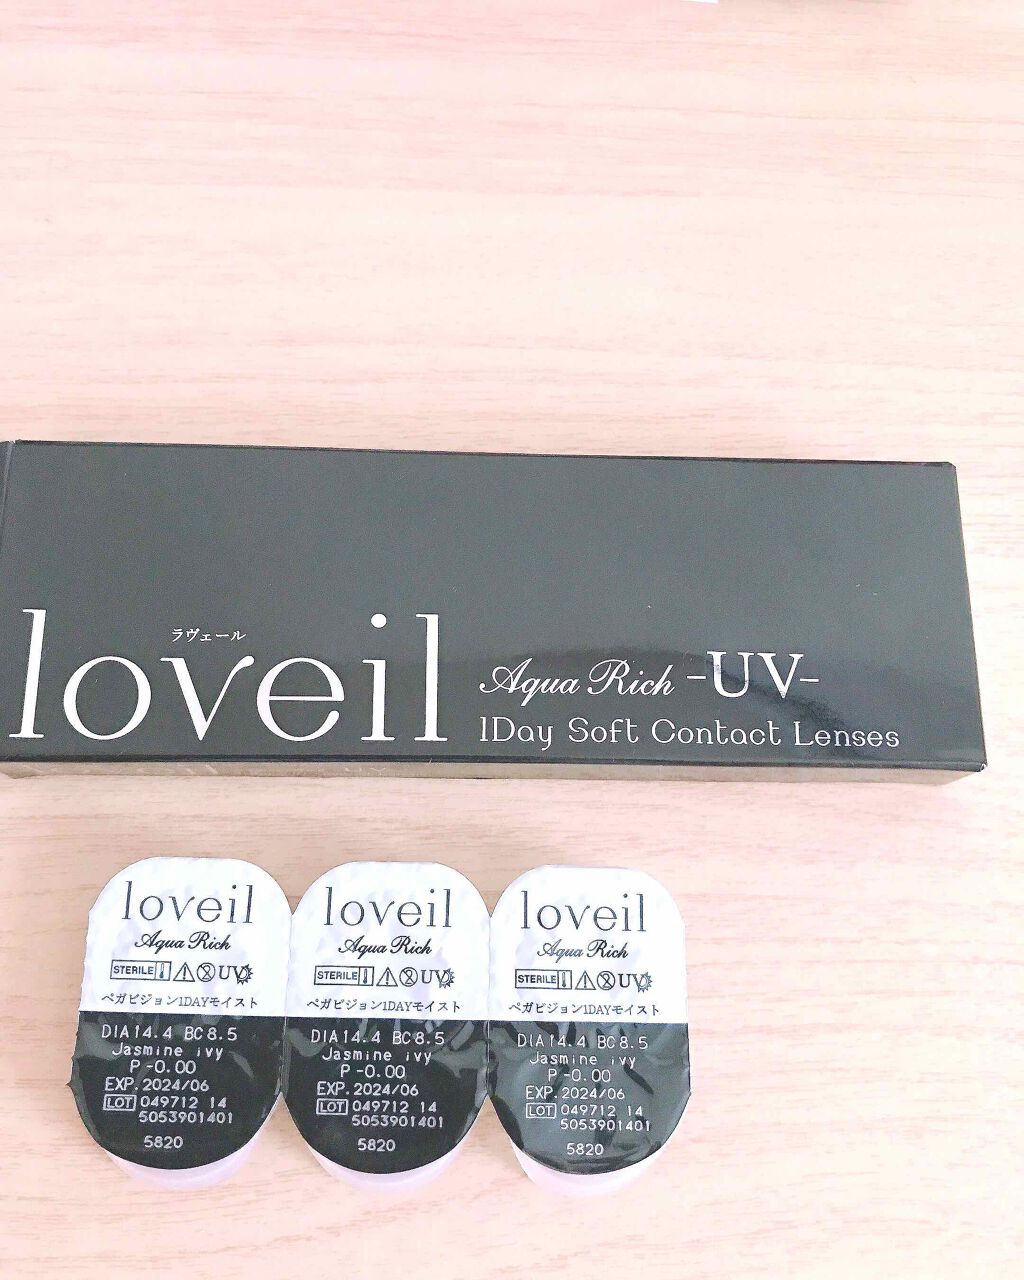 ラヴェール
loveil
Aqua Rich -UV-
1Day Soft Contact Lenses
loveil
Aqua Rich
STERILE UV
ペガビジョン1DAYモイスト
DIA14.4 BC8.5
Jasmine ivy
P -0.00
EXP.2024/06
LOT 049712 14
5053901401
5820
loveil
Aqua Rich
STERILE UV
ペガビジョン1DAYモイスト
DIA14.4 BC8.5
Jasmine ivy
P -0.00
EXP.2024/06
LOT 049712 14
5053901401
5820
loveil
Aqua Rich
STERILE UV
ペガビジョン1DAYモイスト
DIA14.4 BC8.5
Jasmine ivy
P -0.00
EXP.2024/06
LOT 049712 14
5053901401
5820